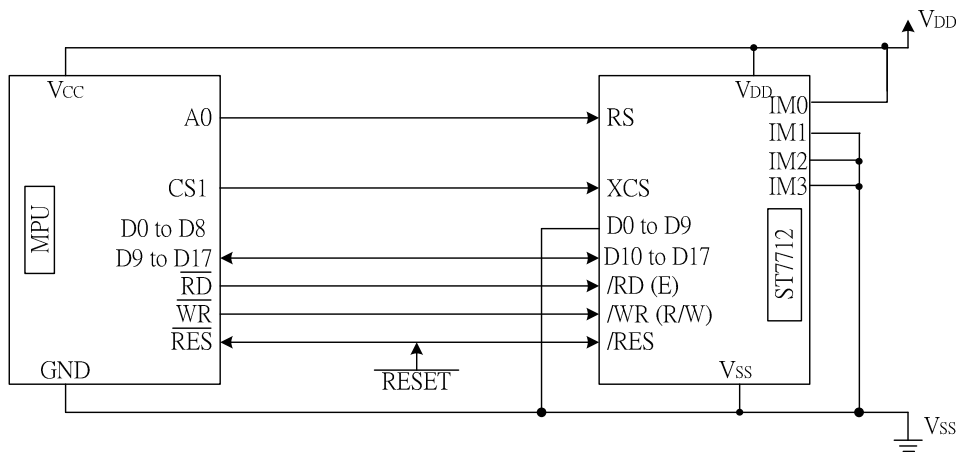 VDD
VCC
A0
CS1
D0 to D8
D9 to D17
RD
WR
RES
GND
MPU
RESET
VDD
RS
XCS
D0 to D9
D10 to D17
/RD (E)
/WR (R/W)
/RES
VSS
IM0
IM1
IM2
IM3
ST7712
VSS